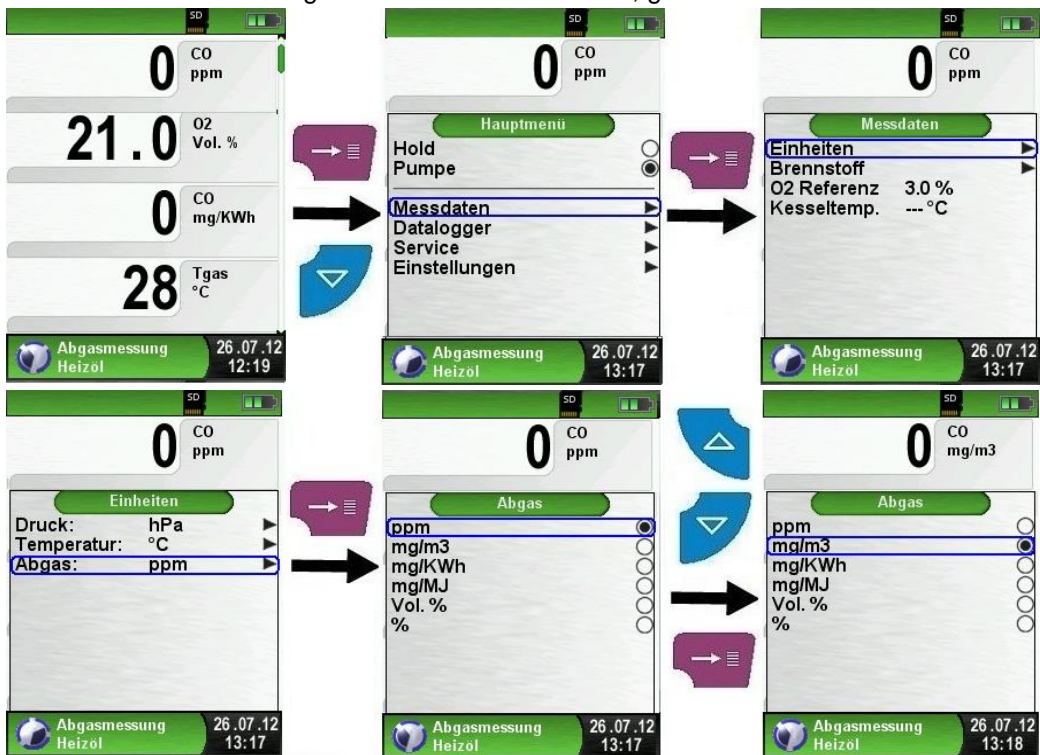 SD
0 CO ppm
21.0 O2 Vol. %
0 CO mg/KWh
28 Tgas °C
Abgasmessung 26.07.12
Heizöl 12:19
SD
0 CO ppm
Hauptmenü
Hold
Pumpe
Messdaten
Datalogger
Service
Einstellungen
Abgasmessung 26.07.12
Heizöl 13:17
SD
0 CO ppm
Messdaten
Einheiten
Brennstoff
O2 Referenz 3.0 %
Kesseltemp. ---°C
Abgasmessung 26.07.12
Heizöl 13:17
SD
0 CO ppm
Einheiten
Druck: hPa
Temperatur: °C
Abgas: ppm
Abgasmessung 26.07.12
Heizöl 13:17
SD
0 CO ppm
Abgas
ppm
mg/m3
mg/KWh
mg/MJ
Vol. %
%
Abgasmessung 26.07.12
Heizöl 13:17
SD
0 CO mg/m3
Abgas
ppm
mg/m3
mg/KWh
mg/MJ
Vol. %
%
Abgasmessung 26.07.12
Heizöl 13:18